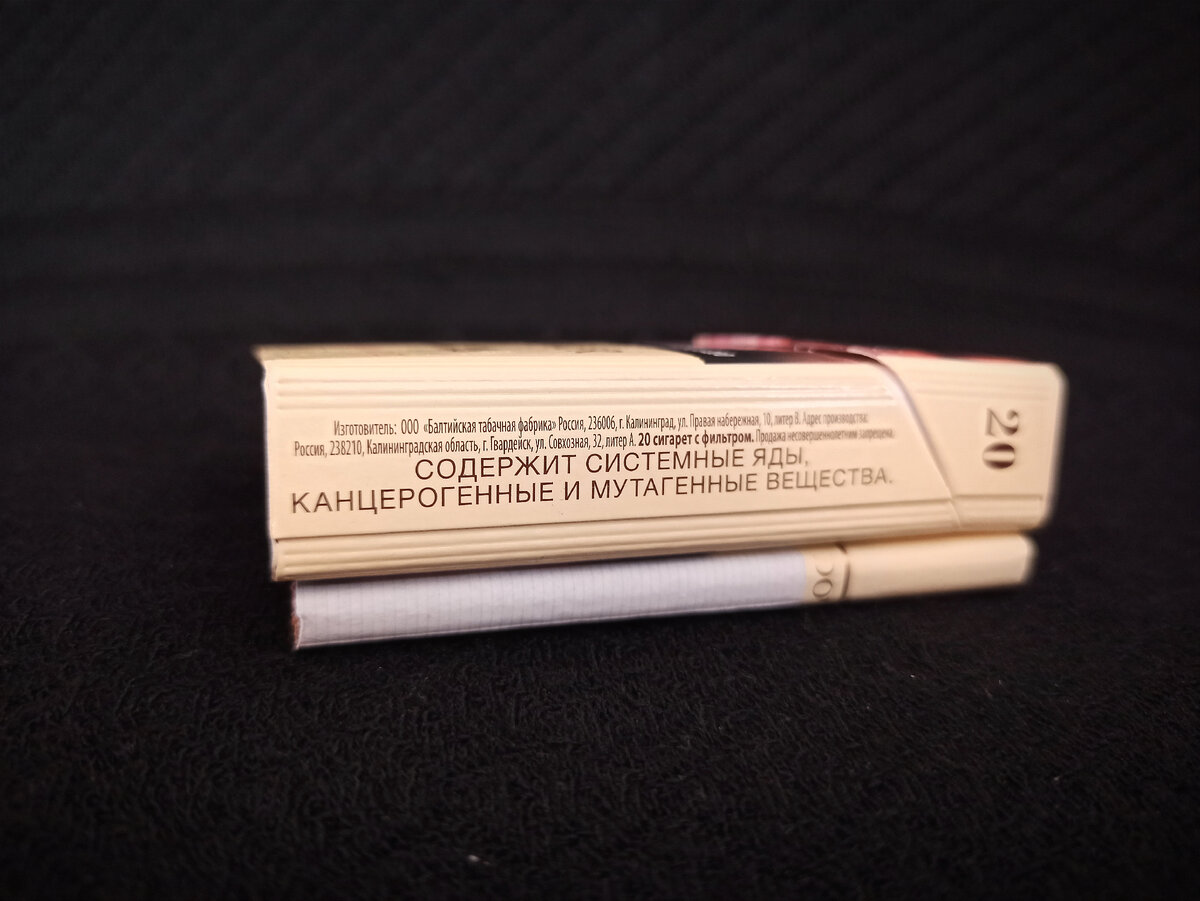 Изготовитель: ООО «Балтийская табачная фабрика» Россия, 236006, г. Калининград, ул. Правая набережная, 10, литер В. Адрес производства:
Россия, 238210, Калининградская область, г. Гвардейск, ул. Совхозная, 32, литер А. 20 сигарет с фильтром. Продажа несовершеннолетним запрещена.
СОДЕРЖИТ СИСТЕМНЫЕ ЯДЫ,
КАНЦЕРОГЕННЫЕ И МУТАГЕННЫЕ ВЕЩЕСТВА.
20